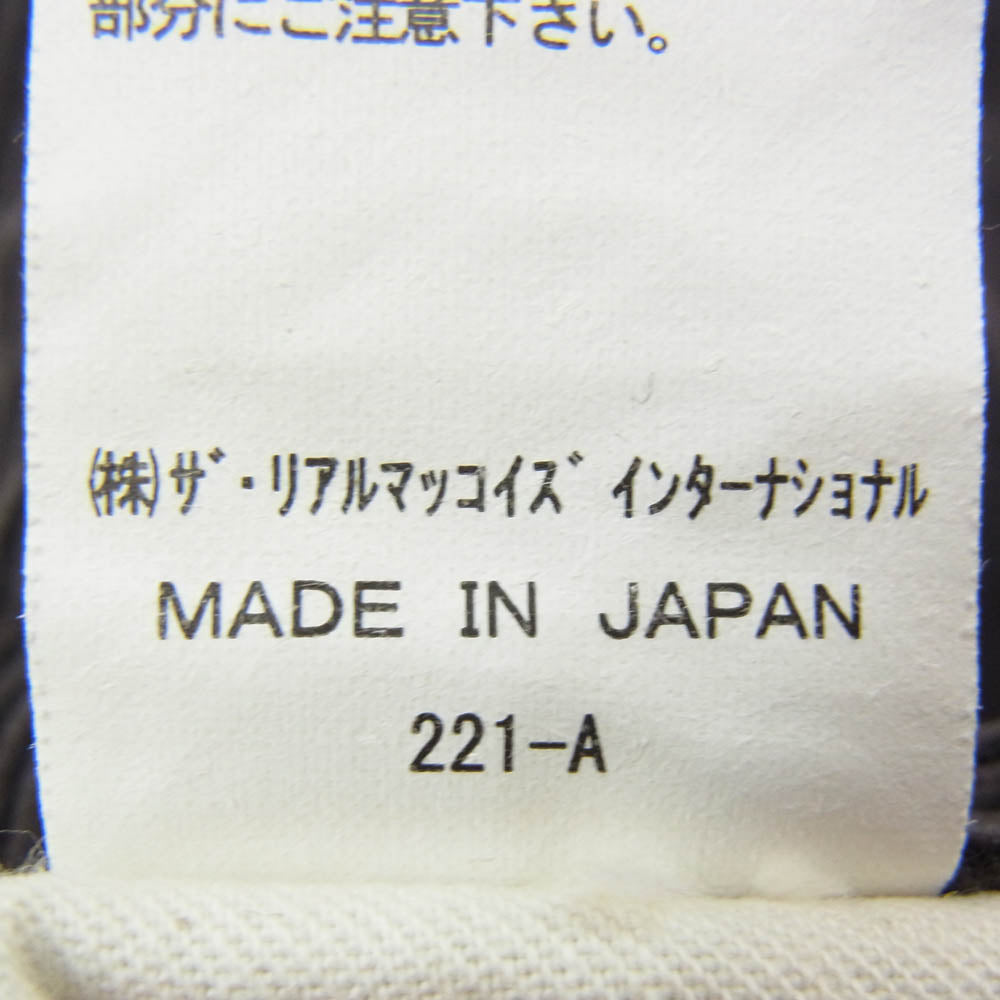 部分にご注意下さい。
㈱ｻﾞ･ﾘｱﾙﾏｯｺｲｽﾞ ｲﾝﾀｰﾅｼｮﾅﾙ
MADE IN JAPAN
221-A